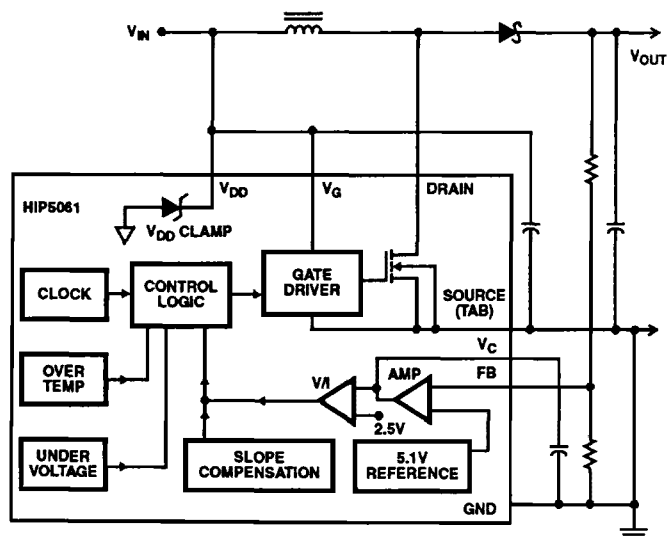 V_IN
V_OUT
V_DD
V_G
DRAIN
HIP5061
V_DD CLAMP
CLOCK
CONTROL
LOGIC
GATE
DRIVER
SOURCE
(TAB)
OVER
TEMP
V_C
V/I
AMP
FB
2.5V
UNDER
VOLTAGE
SLOPE
COMPENSATION
5.1V
REFERENCE
GND